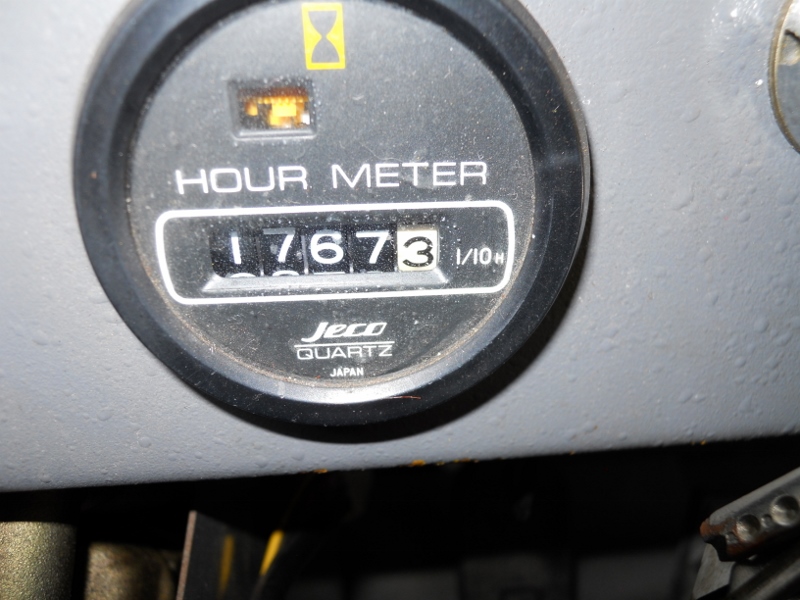 HOUR METER
17673 1/10H
Jeco
QUARTZ
JAPAN